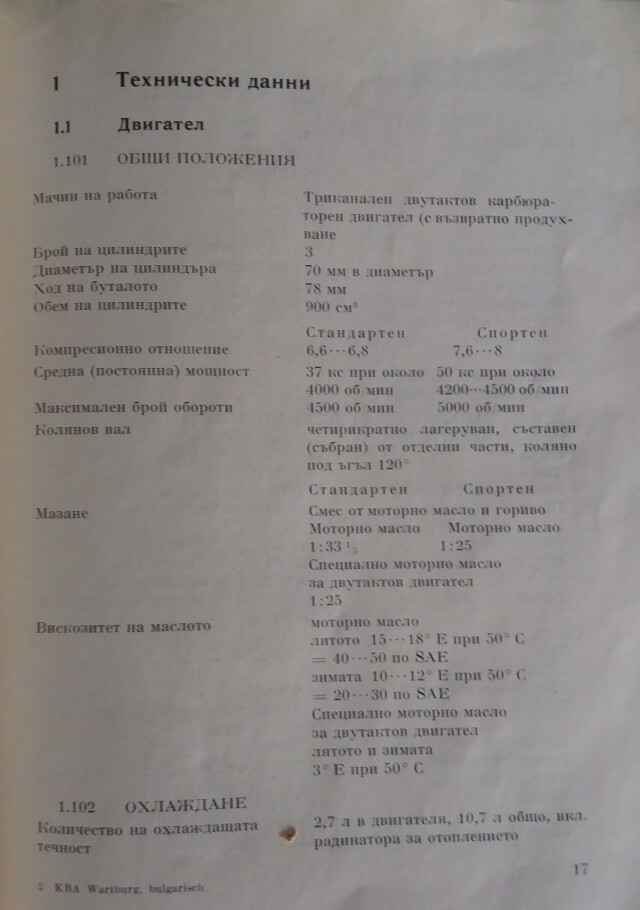 1 Технически данни
1.1 Двигател
1.101 ОБЩИ ПОЛОЖЕНИЯ
Мачин на работа Триканален двутактов карбюра-
торен двигател (с възвратно продух-
ване
Брой на цилиндрите 3
Диаметър на цилиндъра 70 мм в диаметър
Ход на буталото 78 мм
Обем на цилиндрите 900 см³
Стандартен Спортен
Компресионно отношение 6,6···6,8 7,6···8
Средна (постоянна) мощност 37 кс при около 50 кс при около
4000 об/мин 4200···4500 об/мин
Максимален брой обороти 4500 об/мин 5000 об/мин
Колянов вал четирикратно лагеруван, съставен
(събран) от отделни части, коляно
под ъгъл 120°
Стандартен Спортен
Мазане Смес от моторно масло и гориво
Моторно масло Моторно масло
1:33 ⅓ 1:25
Специално моторно масло
за двутактов двигател
1:25
Вискозитет на маслото моторно масло
лятото 15···18° E при 50° C
= 40···50 по SAE
зимата 10···12° E при 50° C
= 20···30 по SAE
Специално моторно масло
за двутактов двигател
лятото и зимата
3° E при 50° C
1.102 ОХЛАЖДАНЕ
Количество на охлаждащата 2,7 л в двигателя, 10,7 л общо, вкл.
течност радинатора за отоплението
17
2 KBA Wartburg, bulgarisch